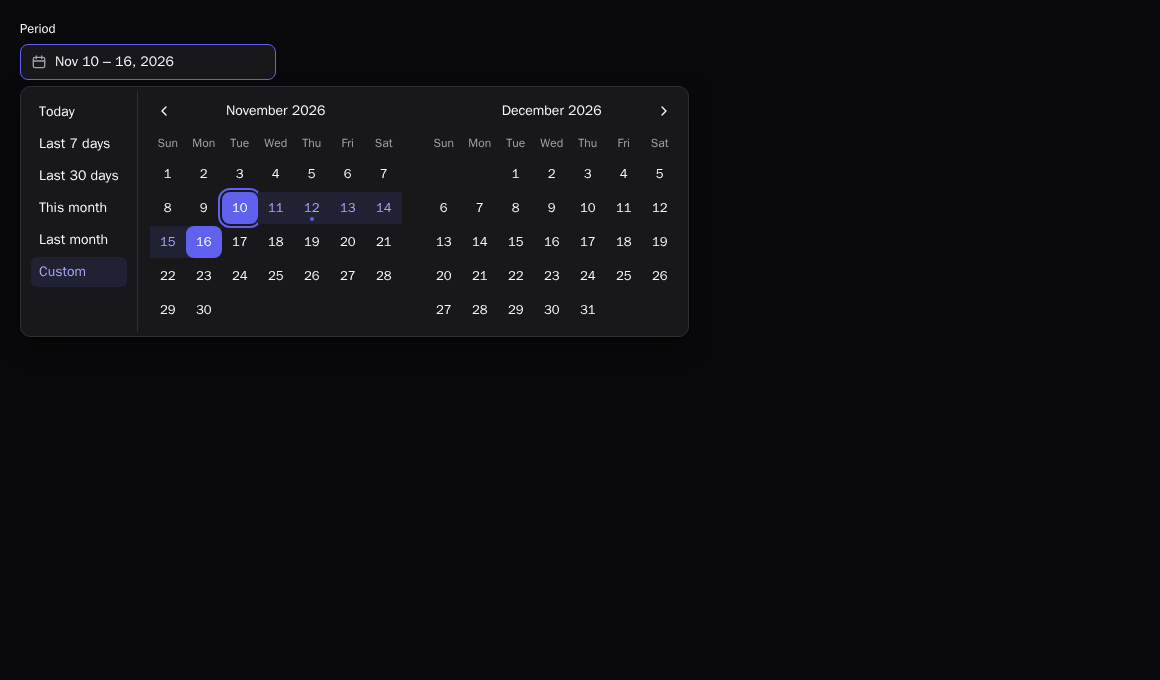 Period
Nov 10 – 16, 2026
Today
Last 7 days
Last 30 days
This month
Last month
Custom
November 2026
Sun Mon Tue Wed Thu Fri Sat
1 2 3 4 5 6 7
8 9 10 11 12 13 14
15 16 17 18 19 20 21
22 23 24 25 26 27 28
29 30
December 2026
Sun Mon Tue Wed Thu Fri Sat
1 2 3 4 5
6 7 8 9 10 11 12
13 14 15 16 17 18 19
20 21 22 23 24 25 26
27 28 29 30 31